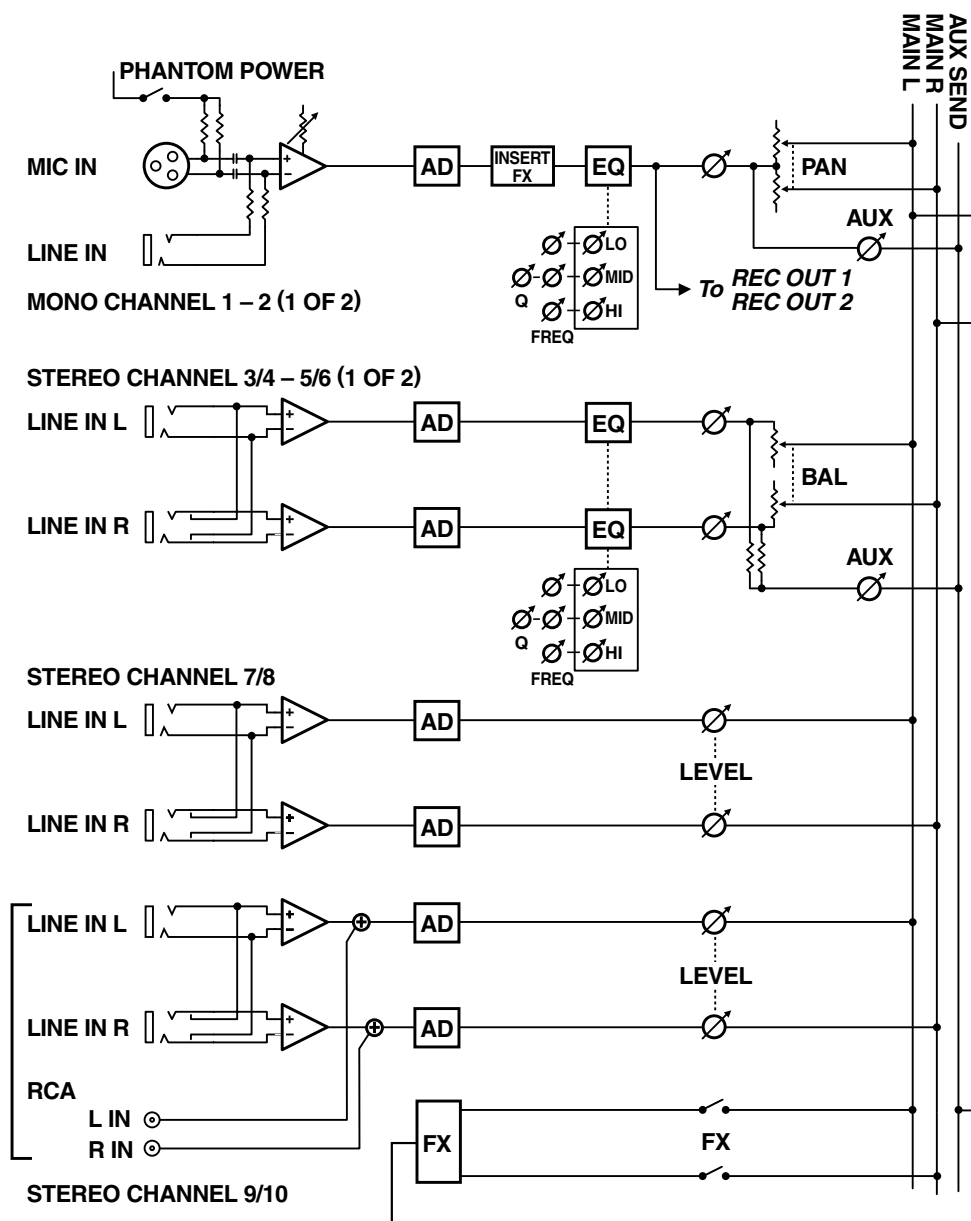 AUX SEND
MAIN R
MAIN L
PHANTOM POWER
MIC IN
+
−
AD
INSERT
FX
EQ
PAN
LINE IN
AUX
LO
MID
HI
Q
FREQ
To REC OUT 1
REC OUT 2
MONO CHANNEL 1 – 2 (1 OF 2)
STEREO CHANNEL 3/4 – 5/6 (1 OF 2)
LINE IN L
+
−
AD
EQ
BAL
LINE IN R
+
−
AD
EQ
AUX
LO
MID
HI
Q
FREQ
STEREO CHANNEL 7/8
LINE IN L
+
−
AD
LEVEL
LINE IN R
+
−
AD
LINE IN L
+
−
+
AD
LEVEL
LINE IN R
+
−
+
AD
RCA
L IN
R IN
FX
FX
STEREO CHANNEL 9/10